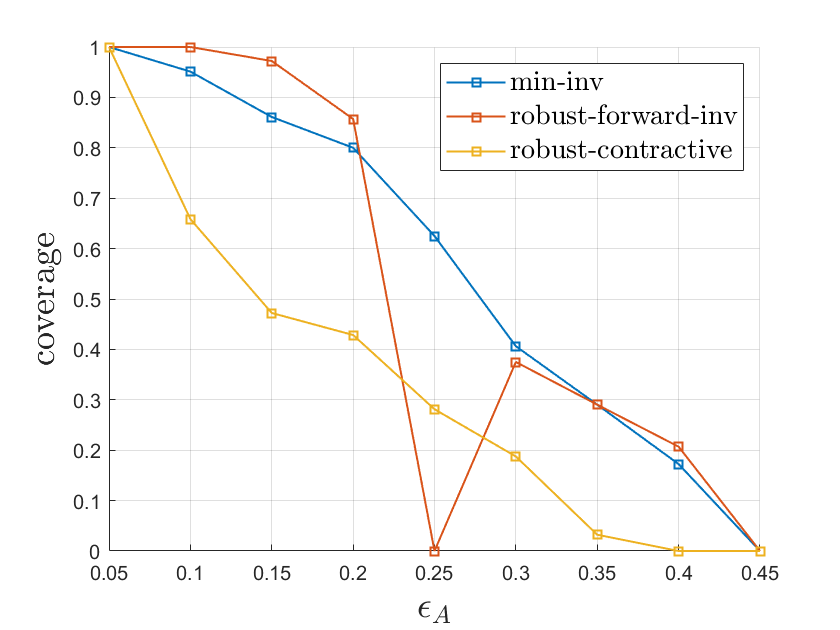 1
0.9
0.8
0.7
0.6
0.5
0.4
0.3
0.2
0.1
0
coverage
min-inv
robust-forward-inv
robust-contractive
0.05 0.1 0.15 0.2 0.25 0.3 0.35 0.4 0.45
ϵ_A